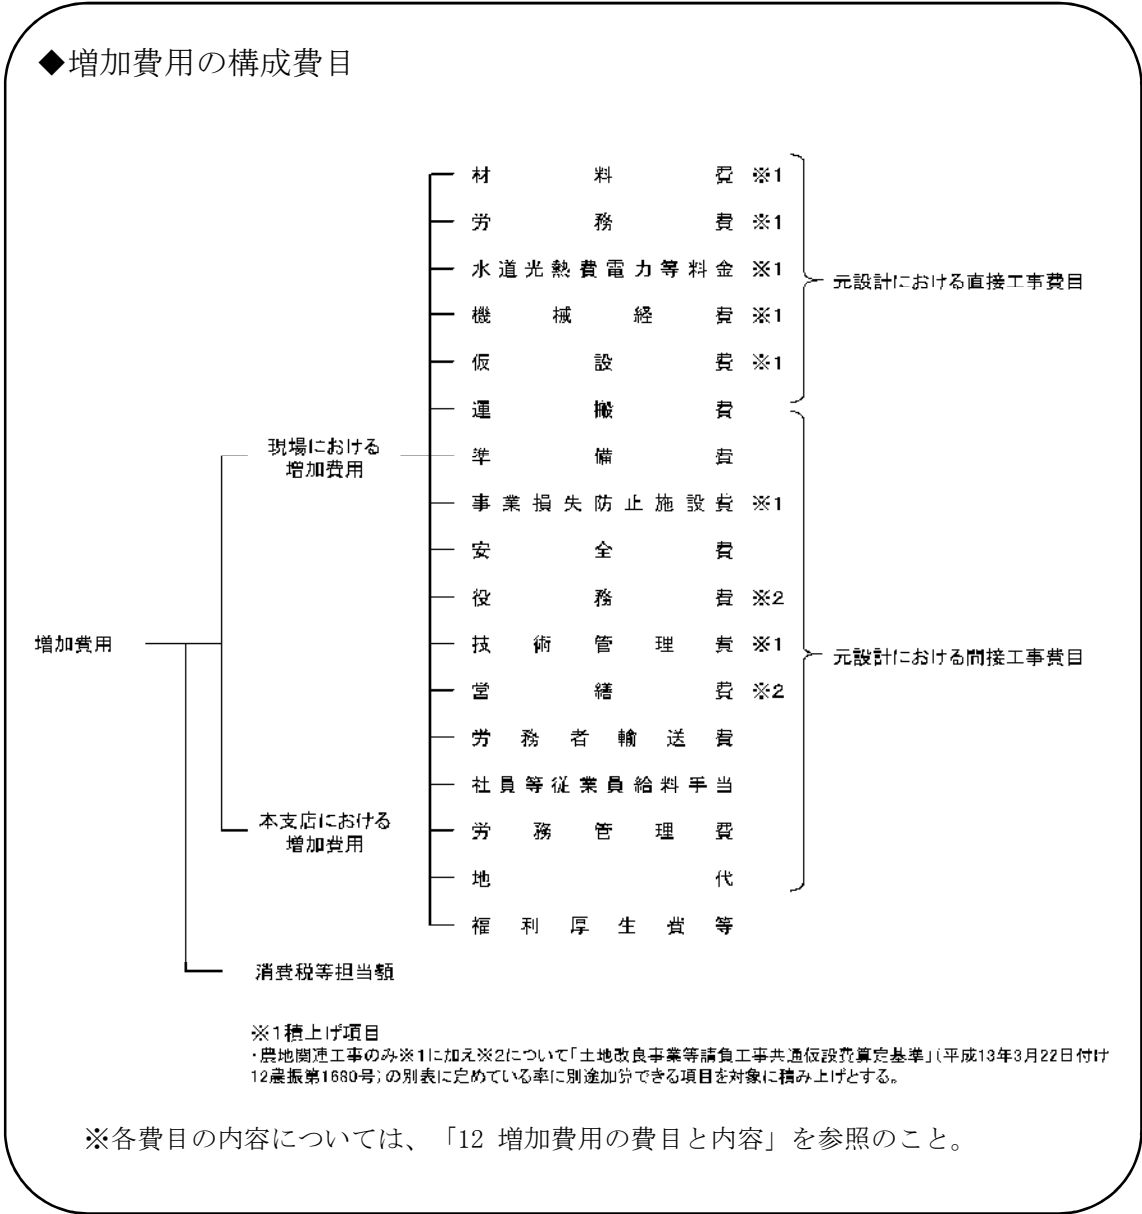 ◆増加費用の構成費目
材料費 ※1
労務費 ※1
水道光熱費電力等料金 ※1
機械経費 ※1
仮設費 ※1
元設計における直接工事費目
運搬費
準備費
事業損失防止施設費 ※1
安全費
役務費 ※2
技術管理費 ※1
営繕費 ※2
労務者輸送費
社員等従業員給料手当
労務管理費
地代
福利厚生費等
元設計における間接工事費目
現場における
増加費用
増加費用
本支店における
増加費用
消費税等担当額
※1積上げ項目
・農地関連工事のみ※1に加え※2について「土地改良事業等請負工事共通仮設費算定基準」(平成13年3月22日付け
12農振第1680号)の別表に定めている率に別途加算できる項目を対象に積み上げとする。
※各費目の内容については、「12 増加費用の費目と内容」を参照のこと。